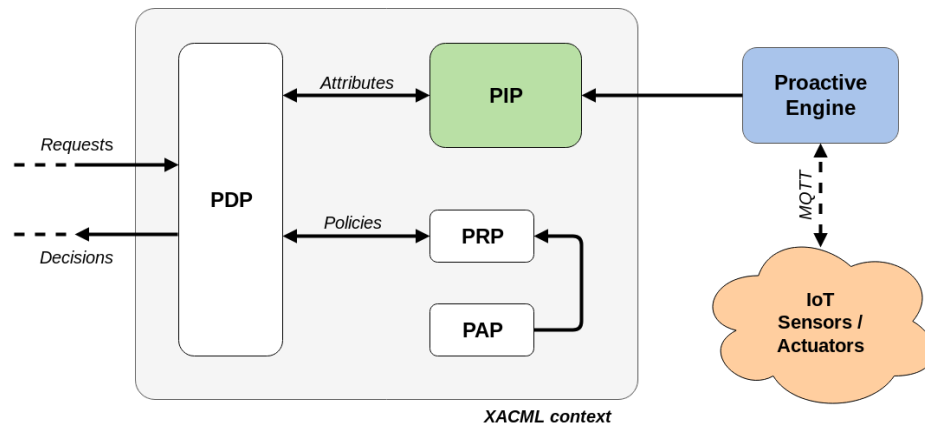 Attributes
PIP
Proactive
Engine
Requests
PDP
MQTT
Policies
PRP
Decisions
IoT
Sensors /
Actuators
PAP
XACML context